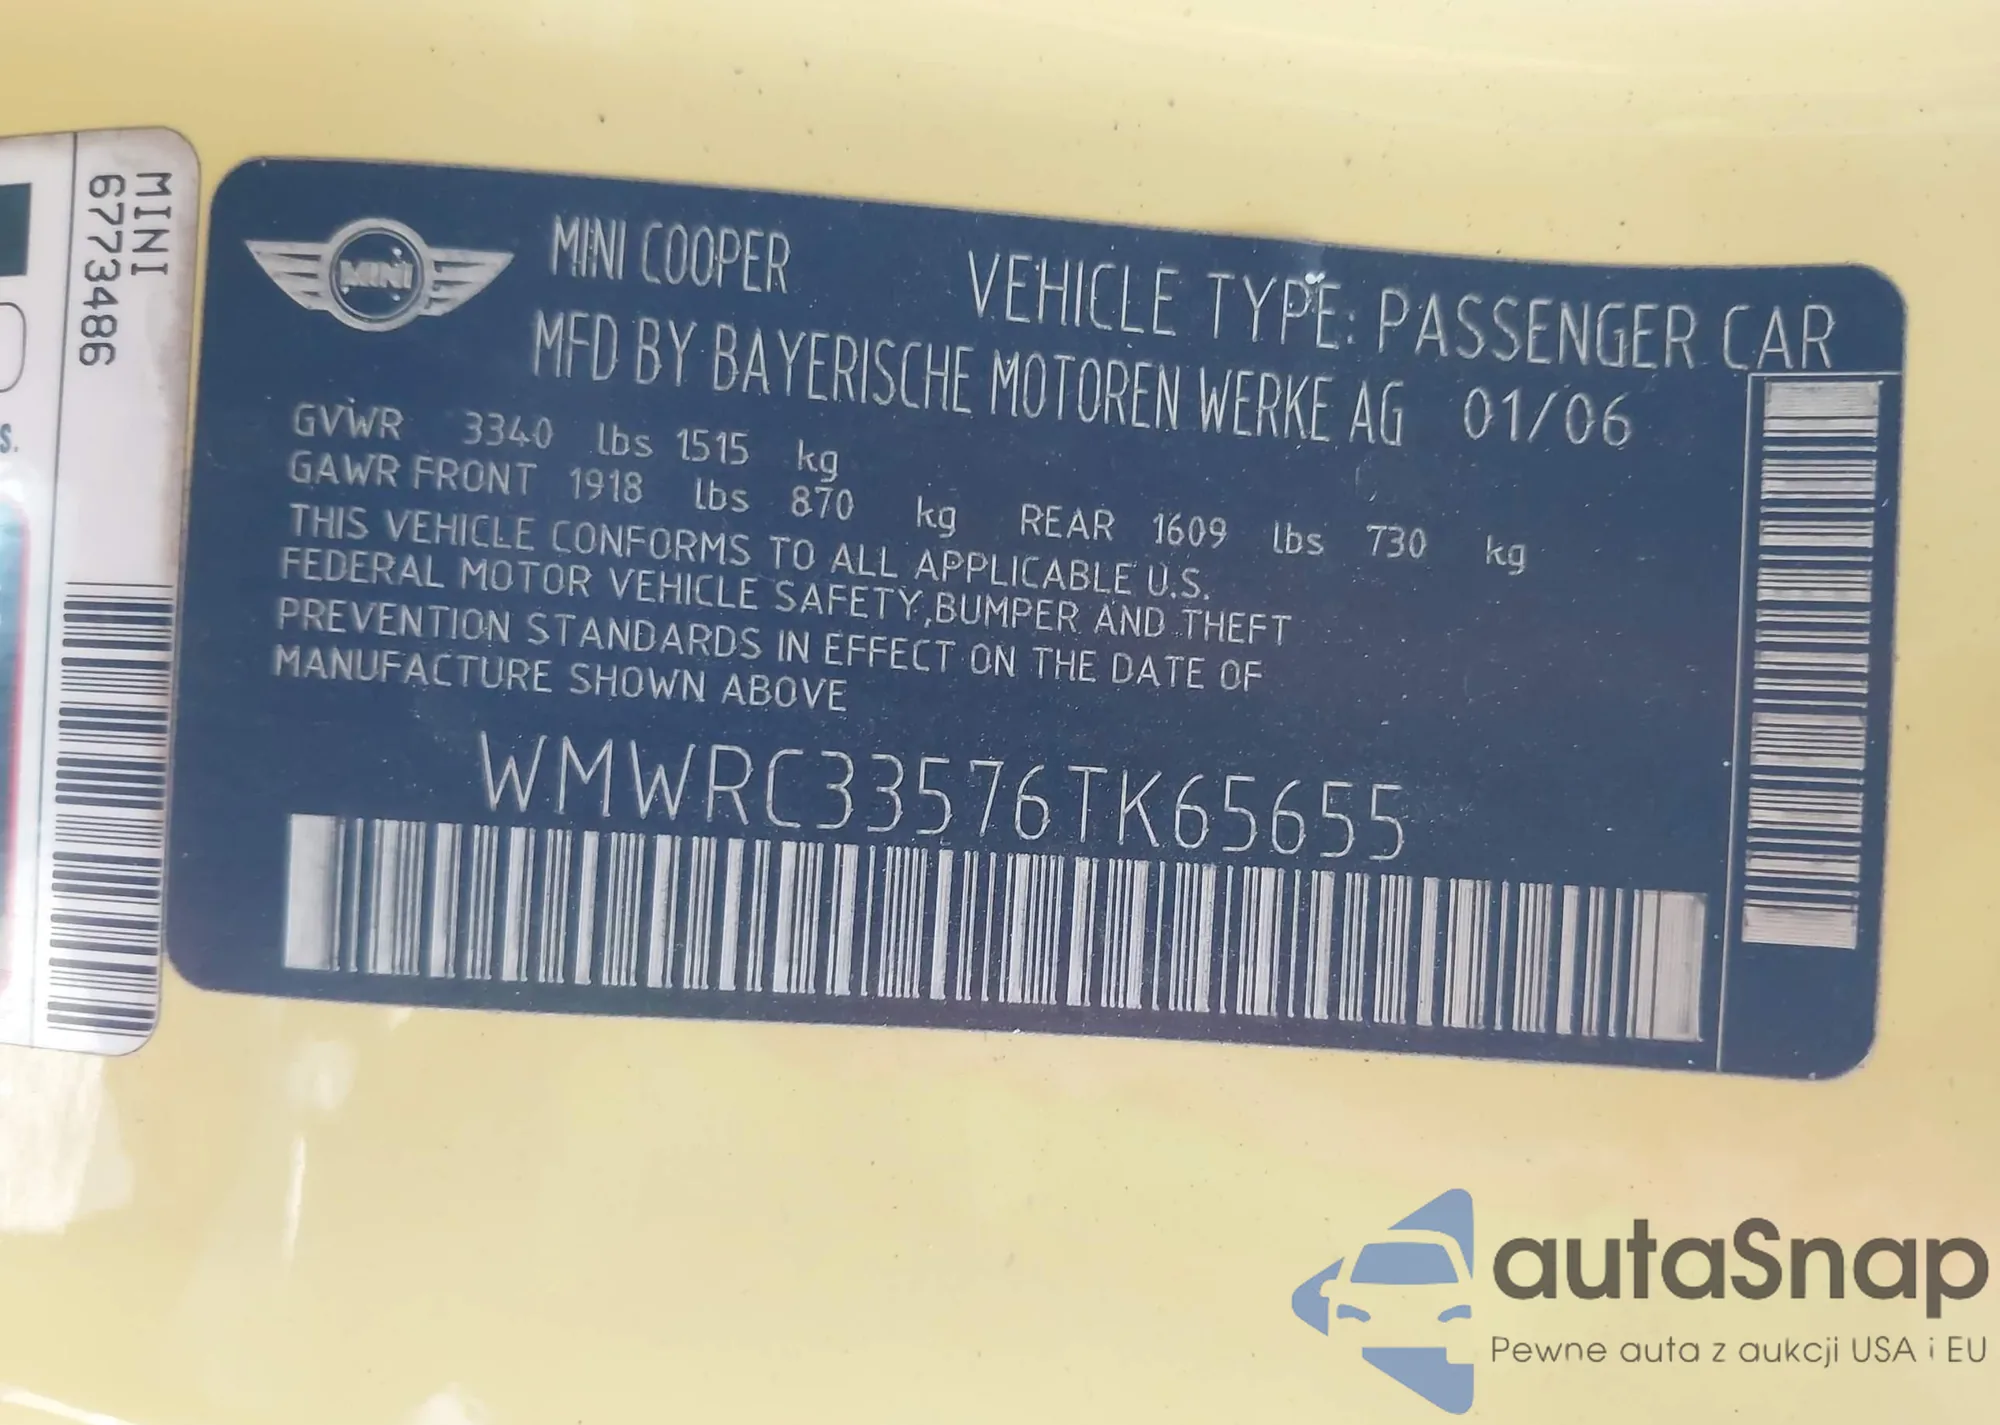 MINI
6773486
s.
MINI
MINI COOPER
VEHICLE TYPE: PASSENGER CAR
MFD BY BAYERISCHE MOTOREN WERKE AG 01/06
GVWR 3340 lbs 1515 kg
GAWR FRONT 1918 lbs 870 kg REAR 1609 lbs 730 kg
THIS VEHICLE CONFORMS TO ALL APPLICABLE U.S.
FEDERAL MOTOR VEHICLE SAFETY,BUMPER AND THEFT
PREVENTION STANDARDS IN EFFECT ON THE DATE OF
MANUFACTURE SHOWN ABOVE
WMWRC33576TK65655
autaSnap
Pewne auta z aukcji USA i EU